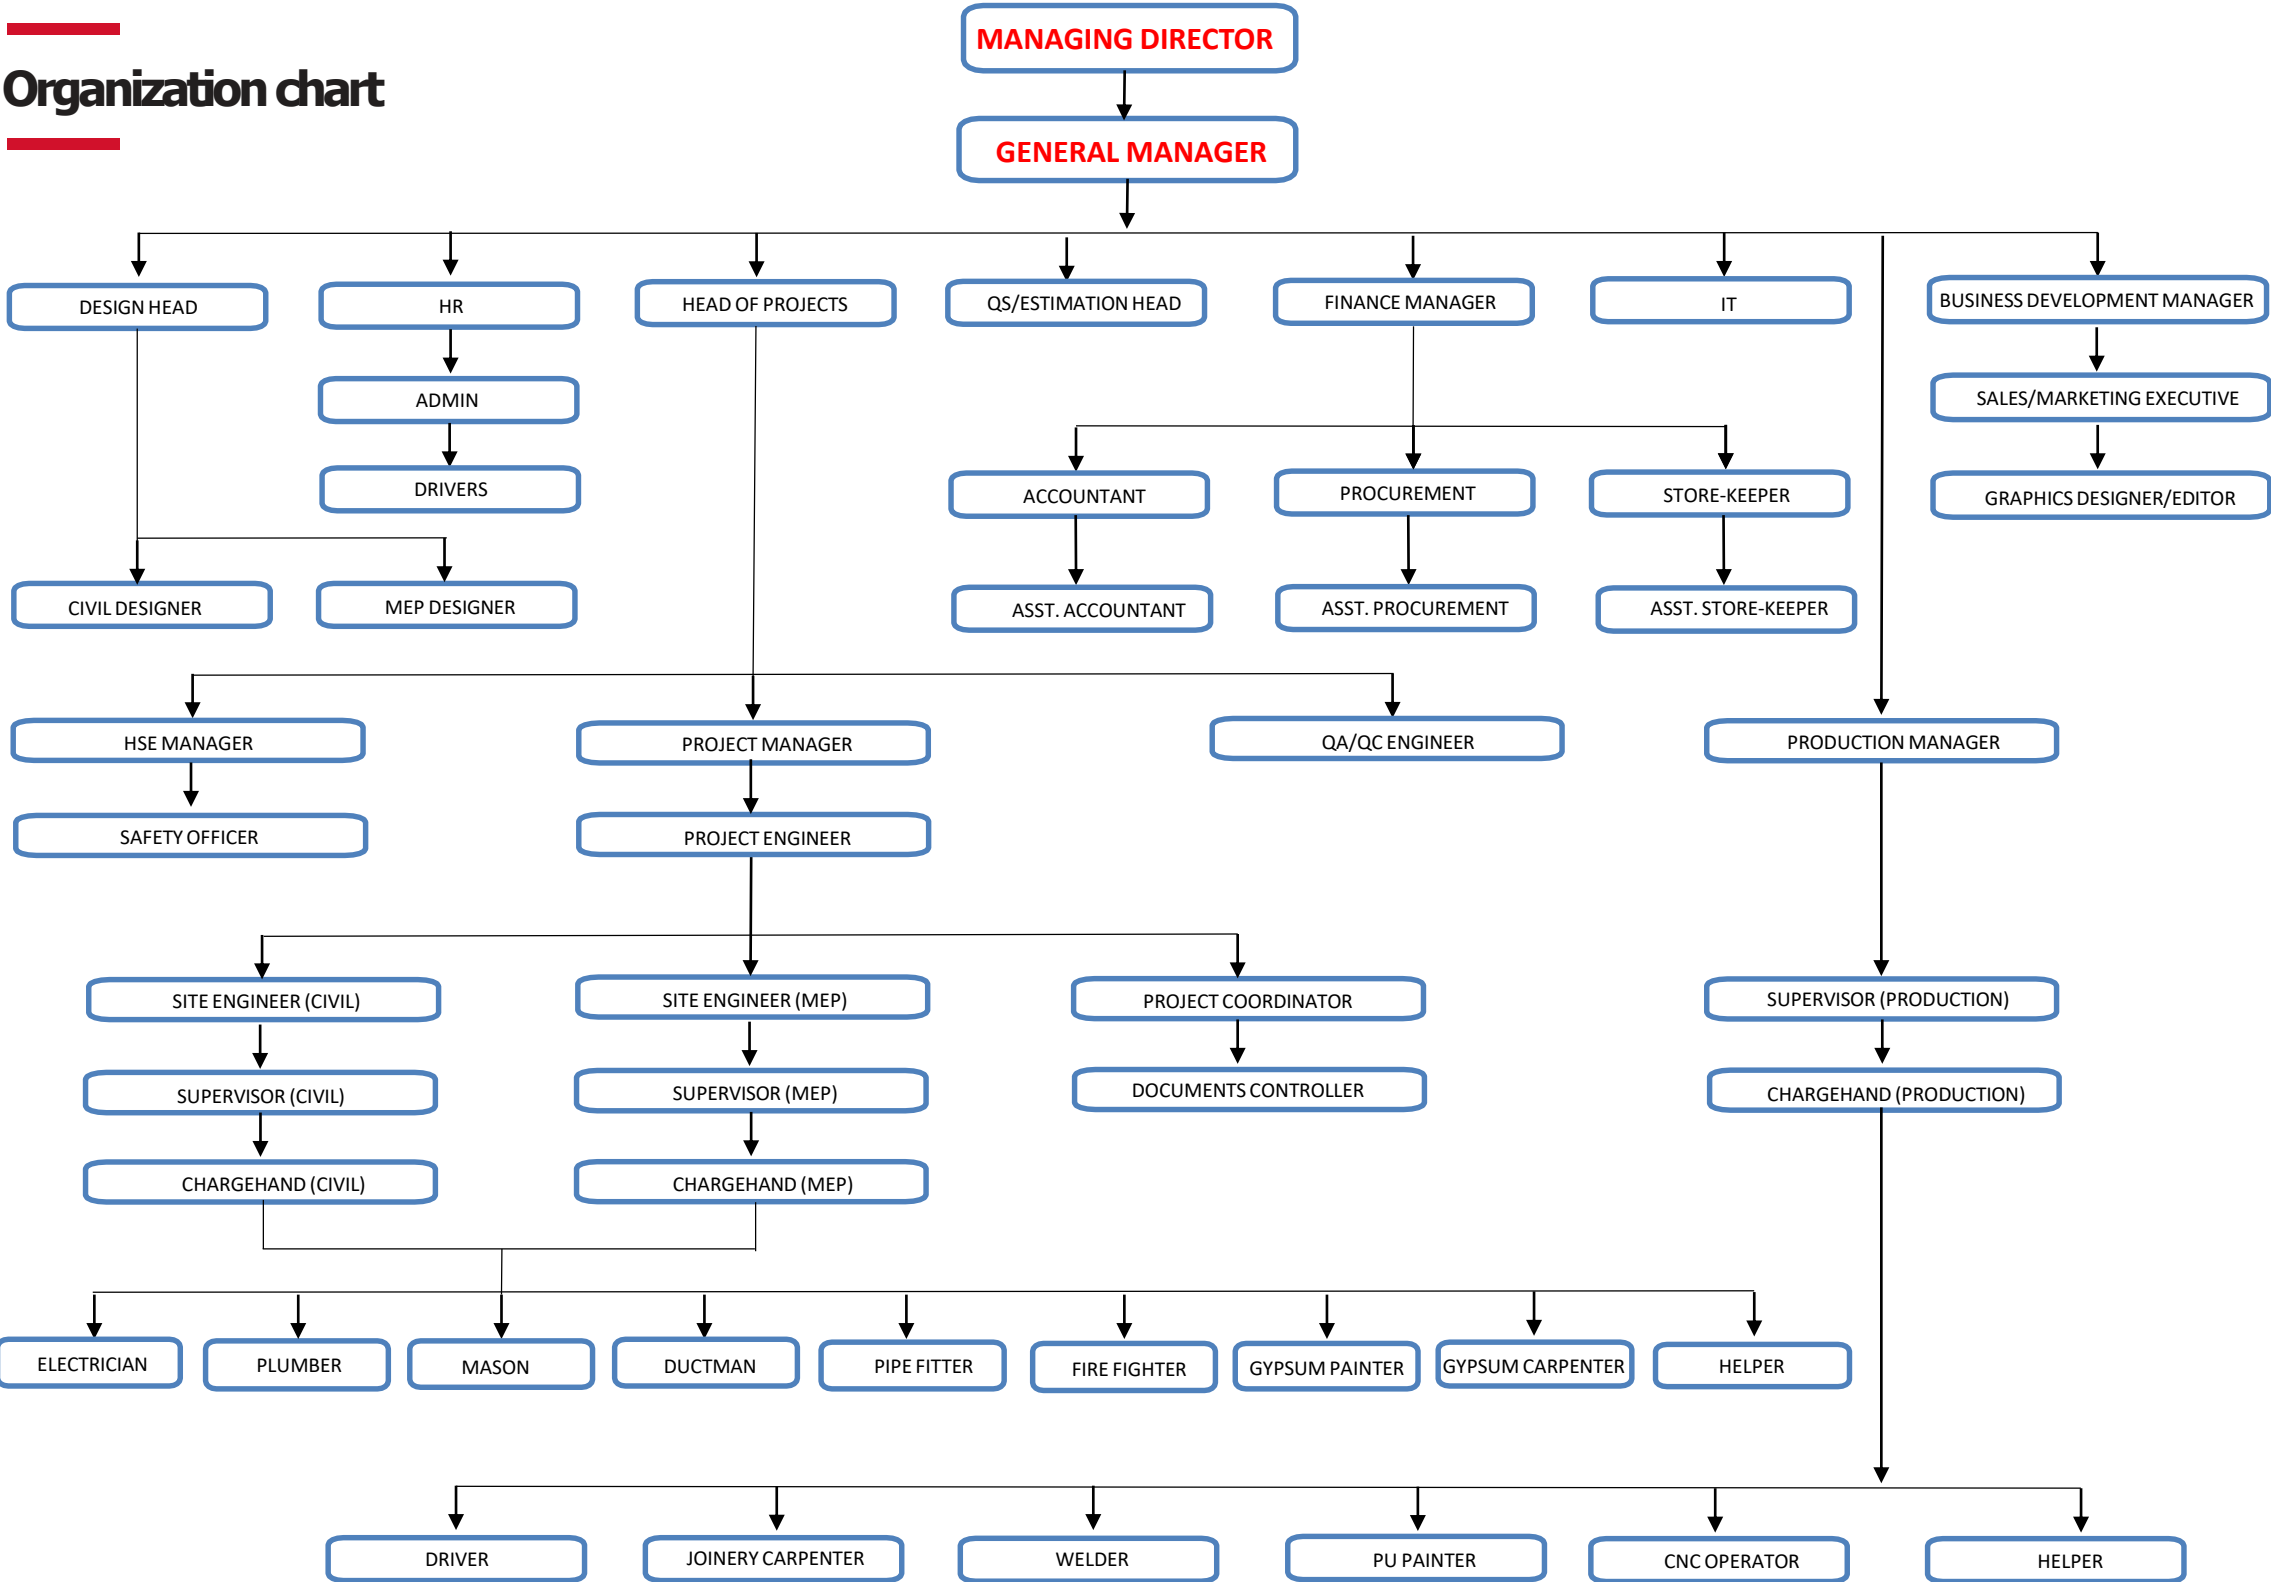 MANAGING DIRECTOR
Organization chart
GENERAL MANAGER
DESIGN HEAD
HR
HEAD OF PROJECTS
QS/ESTIMATION HEAD
FINANCE MANAGER
IT
BUSINESS DEVELOPMENT MANAGER
ADMIN
SALES/MARKETING EXECUTIVE
DRIVERS
ACCOUNTANT
PROCUREMENT
STORE-KEEPER
GRAPHICS DESIGNER/EDITOR
CIVIL DESIGNER
MEP DESIGNER
ASST. ACCOUNTANT
ASST. PROCUREMENT
ASST. STORE-KEEPER
HSE MANAGER
PROJECT MANAGER
QA/QC ENGINEER
PRODUCTION MANAGER
SAFETY OFFICER
PROJECT ENGINEER
SITE ENGINEER (CIVIL)
SITE ENGINEER (MEP)
PROJECT COORDINATOR
SUPERVISOR (PRODUCTION)
SUPERVISOR (CIVIL)
SUPERVISOR (MEP)
DOCUMENTS CONTROLLER
CHARGEHAND (PRODUCTION)
CHARGEHAND (CIVIL)
CHARGEHAND (MEP)
ELECTRICIAN
PLUMBER
MASON
DUCTMAN
PIPE FITTER
FIRE FIGHTER
GYPSUM PAINTER
GYPSUM CARPENTER
HELPER
DRIVER
JOINERY CARPENTER
WELDER
PU PAINTER
CNC OPERATOR
HELPER